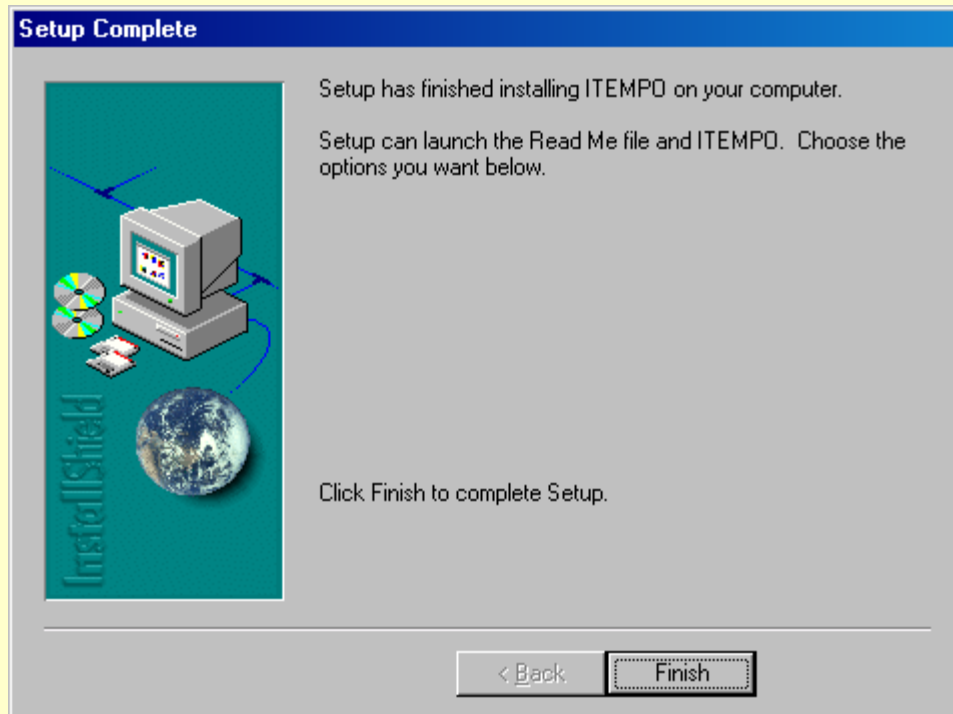 Setup Complete
Setup has finished installing ITEMPO on your computer.
Setup can launch the Read Me file and ITEMPO.  Choose the
options you want below.
InstallShield
Click Finish to complete Setup.
< Back
Finish